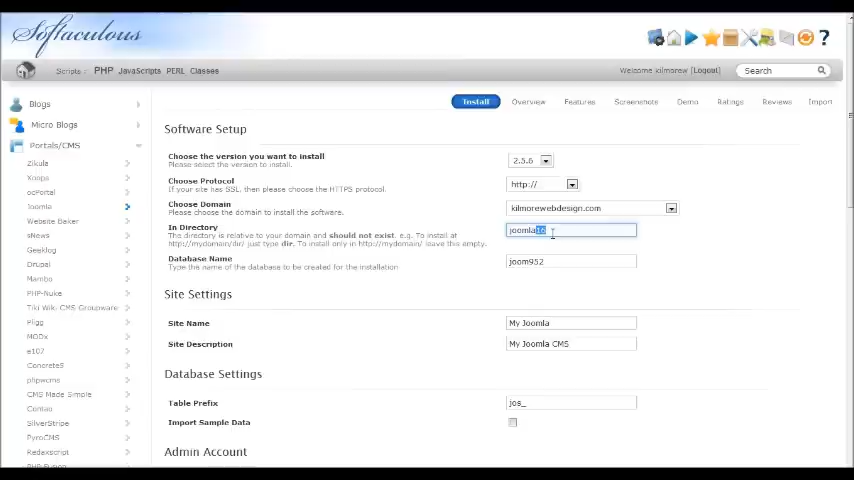 Softaculous
Scripts : PHP JavaScripts PERL Classes
Welcome kilmorew [Logout]
Search
Install Overview Features Screenshots Demo Ratings Reviews Import
Blogs
Micro Blogs
Portals/CMS
Zikula
Xoops
ocPortal
Joomla
Website Baker
sNews
Geeklog
Drupal
Mambo
PHP-Nuke
Tiki Wiki CMS Groupware
Pligg
MODx
e107
Concrete5
phpwcms
CMS Made Simple
Contao
SilverStripe
PyroCMS
Redaxscript
PHP-Fusion
Software Setup
Choose the version you want to install
Please select the version to install.
2.5.6
Choose Protocol
If your site has SSL, then please choose the HTTPS protocol.
http://
Choose Domain
Please choose the domain to install the software.
kilmorewebdesign.com
In Directory
The directory is relative to your domain and should not exist. e.g. To install at
http://mydomain/dir/ just type dir. To install only in http://mydomain/ leave this empty.
joomla16
Database Name
Type the name of the database to be created for the installation
joom952
Site Settings
Site Name
My Joomla
Site Description
My Joomla CMS
Database Settings
Table Prefix
jos_
Import Sample Data
Admin Account